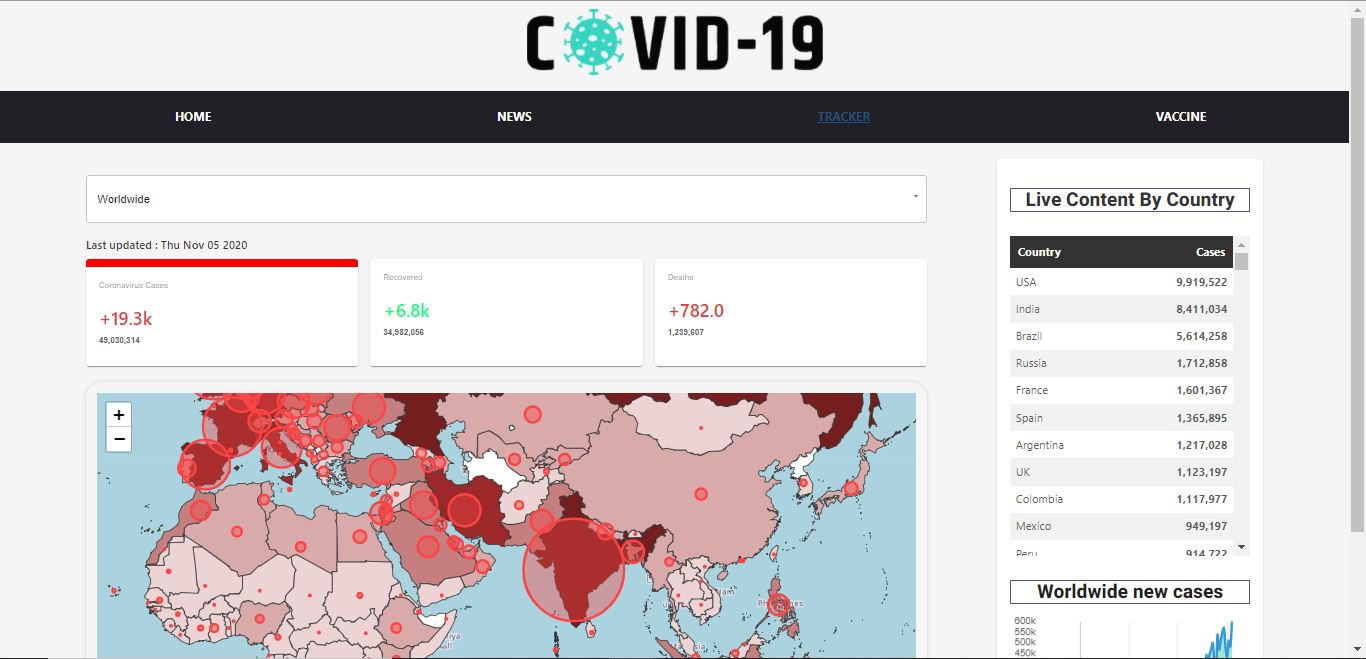 COVID-19
HOME NEWS TRACKER VACCINE
Worldwide
Last updated : Thu Nov 05 2020
Coronavirus Cases
+19.3k
49,030,314
Recovered
+6.8k
34,982,056
Deaths
+782.0
1,239,607
+
−
Live Content By Country
Country Cases
USA 9,919,522
India 8,411,034
Brazil 5,614,258
Russia 1,712,858
France 1,601,367
Spain 1,365,895
Argentina 1,217,028
UK 1,123,197
Colombia 1,117,977
Mexico 949,197
Peru 914,722
Worldwide new cases
600k
550k
500k
450k